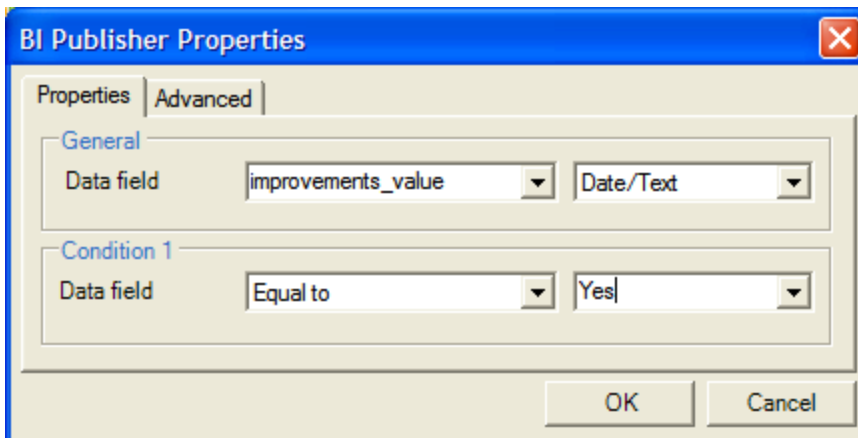 BI Publisher Properties
Properties Advanced
General
Data field improvements_value Date/Text
Condition 1
Data field Equal to Yes
OK Cancel